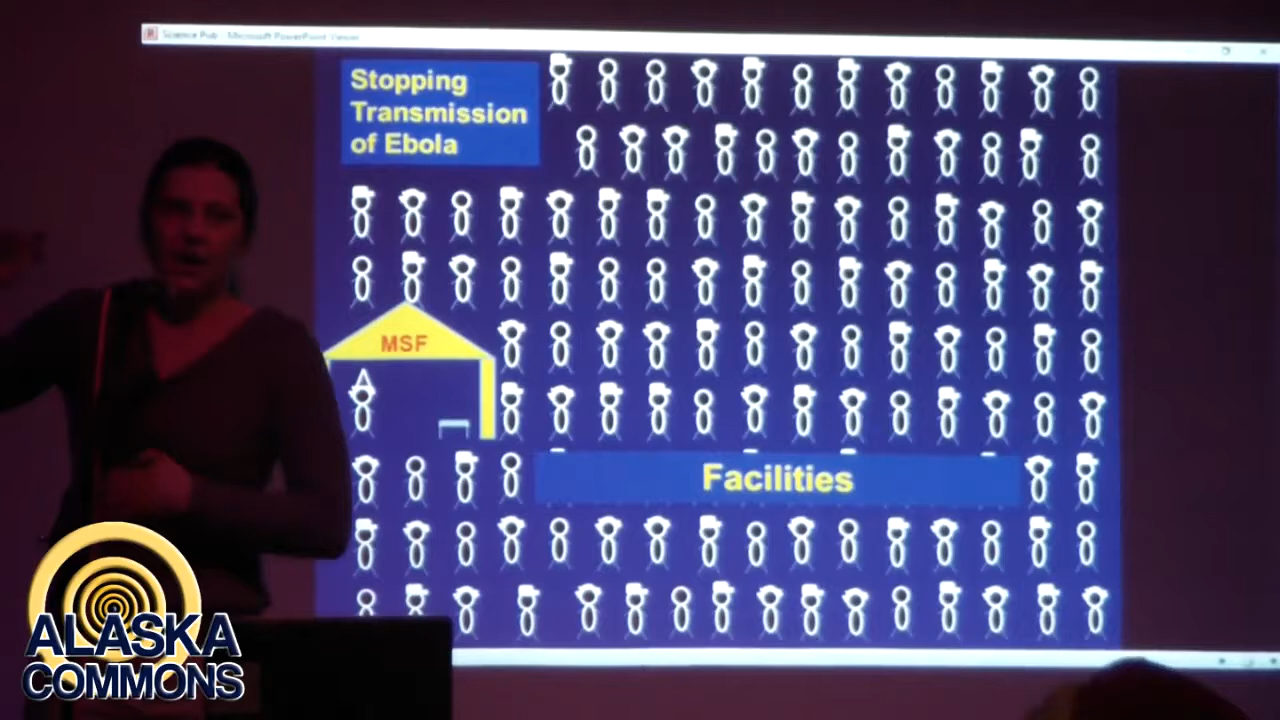 Science Pub - Microsoft PowerPoint Viewer
Stopping
Transmission
of Ebola
MSF
Facilities
ALASKA
COMMONS